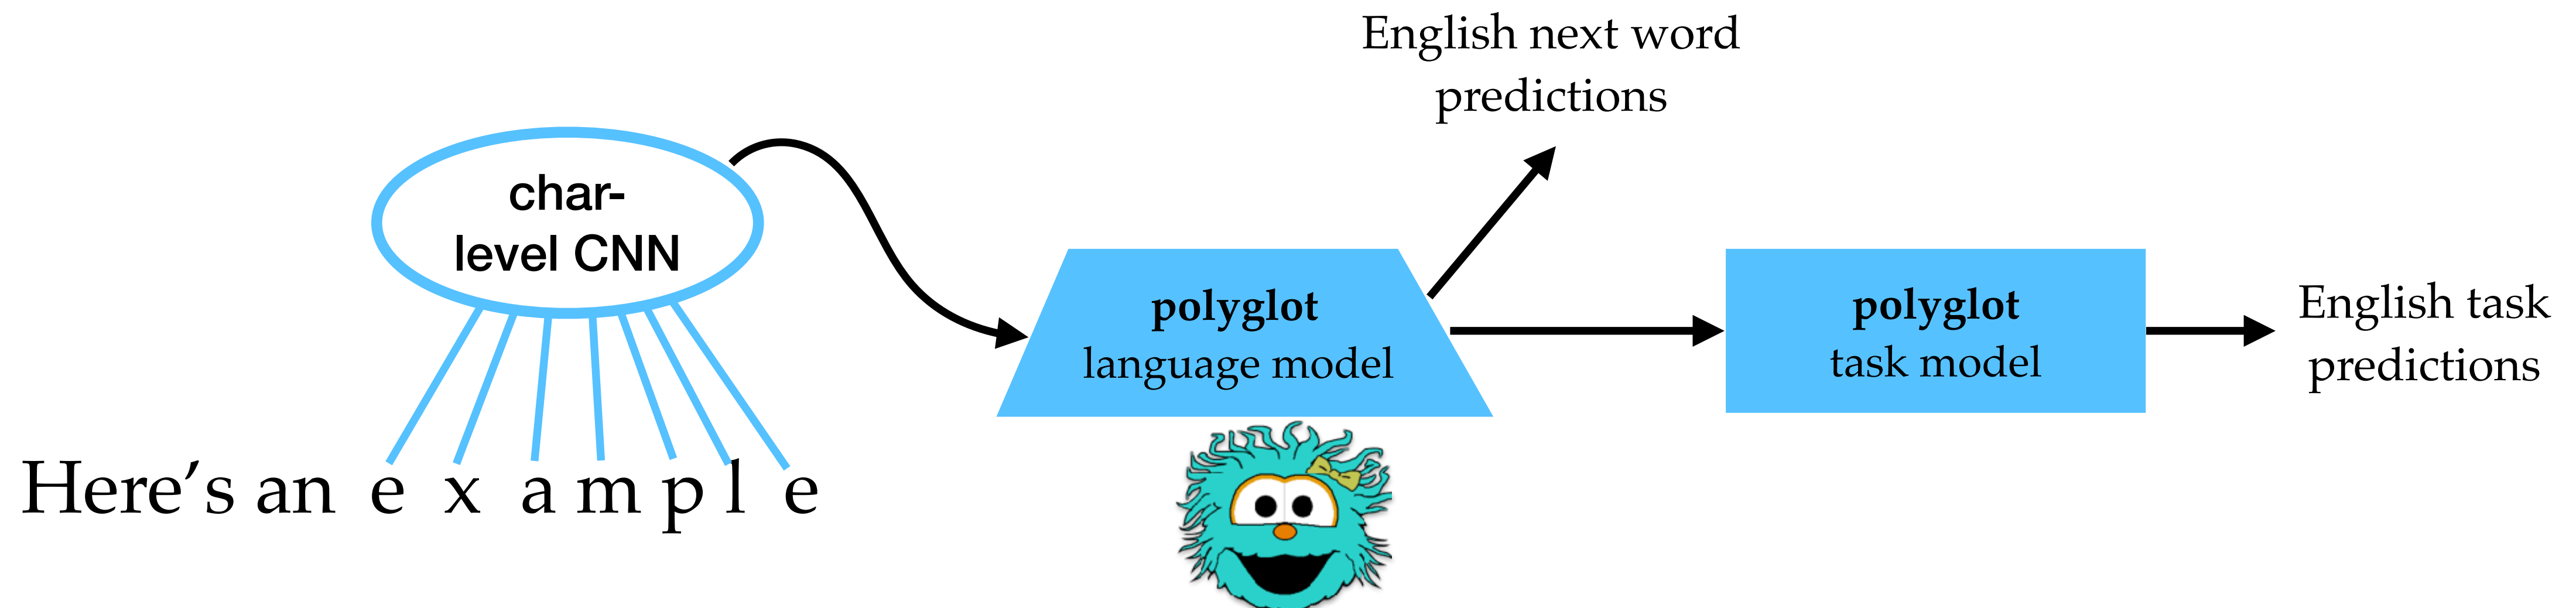 English next word
predictions
char-
level CNN
polyglot
language model
polyglot
task model
English task
predictions
Here’s an e x a m p l e